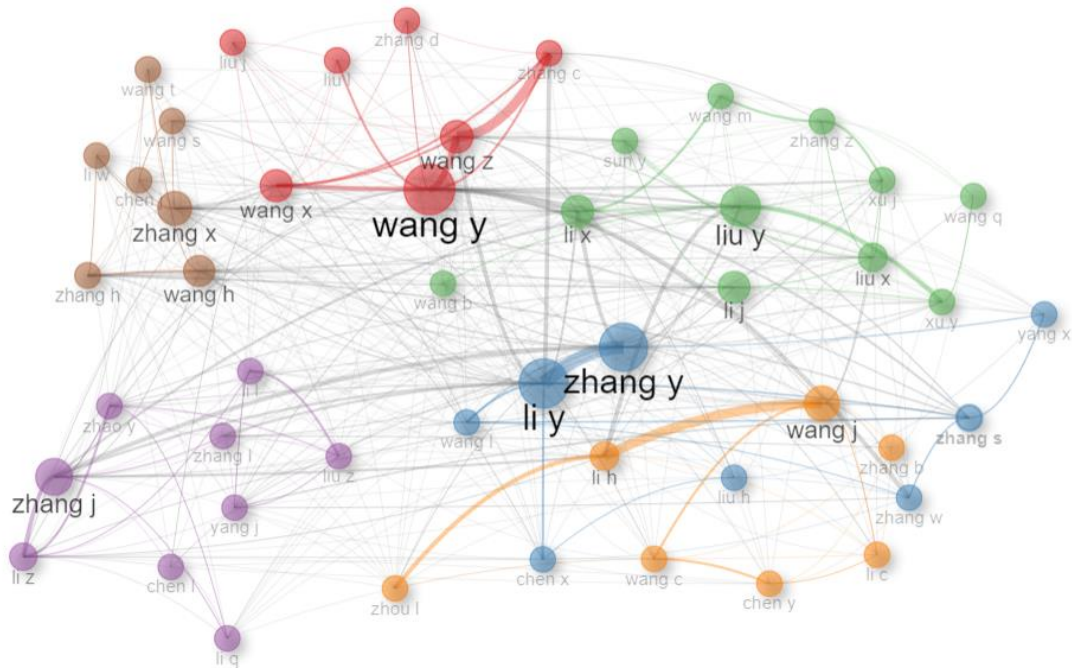 zhang d
liu j
liu l
zhang c
wang t
wang m
wang s
zhang z
sun y
wang z
li w
chen
xu j
wang q
wang x
wang y
zhang x
li x
liu y
liu x
zhang h
wang h
wang b
li j
xu y
yang x
zhang y
li y
zhao y
zhang l
wang l
wang j
zhang s
zhang b
liu z
li h
liu h
zhang j
yang j
zhang w
li z
chen l
chen x
wang c
li c
zhou l
chen y
li q